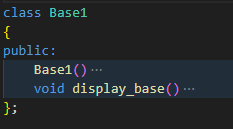 class Base1
{
public:
    Base1()···
    void display_base()···
};